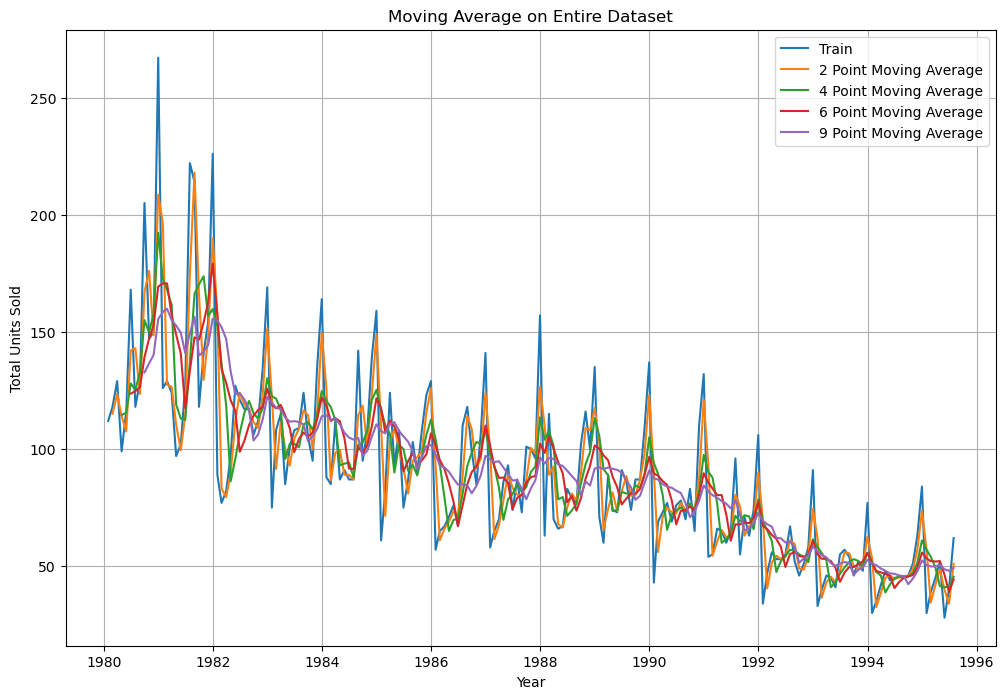 Moving Average on Entire Dataset
Train
2 Point Moving Average
4 Point Moving Average
6 Point Moving Average
9 Point Moving Average
250
200
150
100
50
Total Units Sold
1980 1982 1984 1986 1988 1990 1992 1994 1996
Year